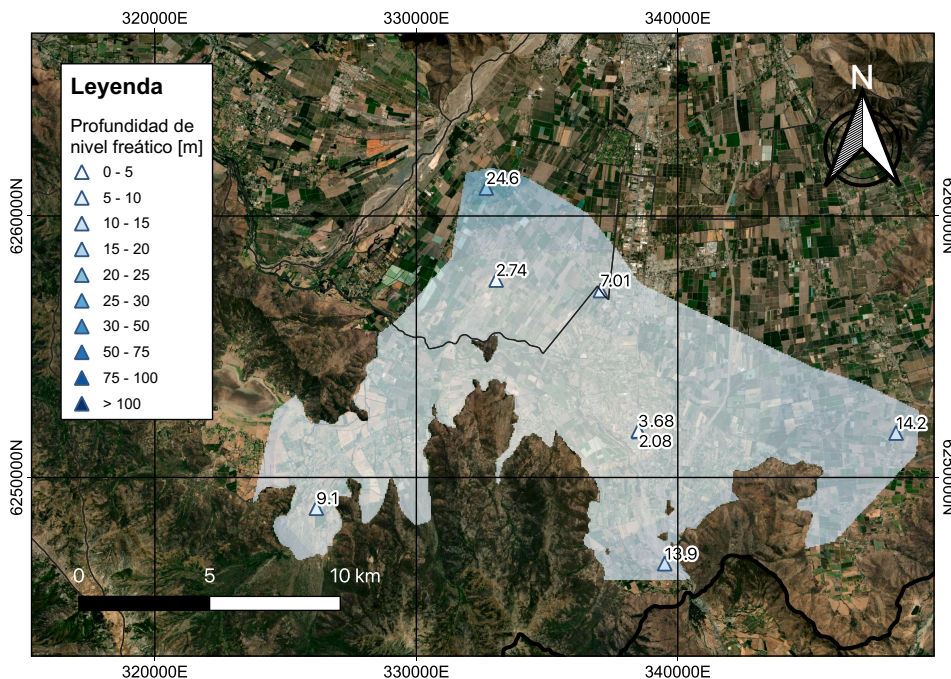 320000E
330000E
340000E
Leyenda
Profundidad de
nivel freático [m]
0 - 5
5 - 10
10 - 15
15 - 20
20 - 25
25 - 30
30 - 50
50 - 75
75 - 100
> 100
N
24.6
2.74
7.01
3.68
2.08
14.2
9.1
13.9
6260000N
6250000N
6260000N
6250000N
0
5
10 km
320000E
330000E
340000E